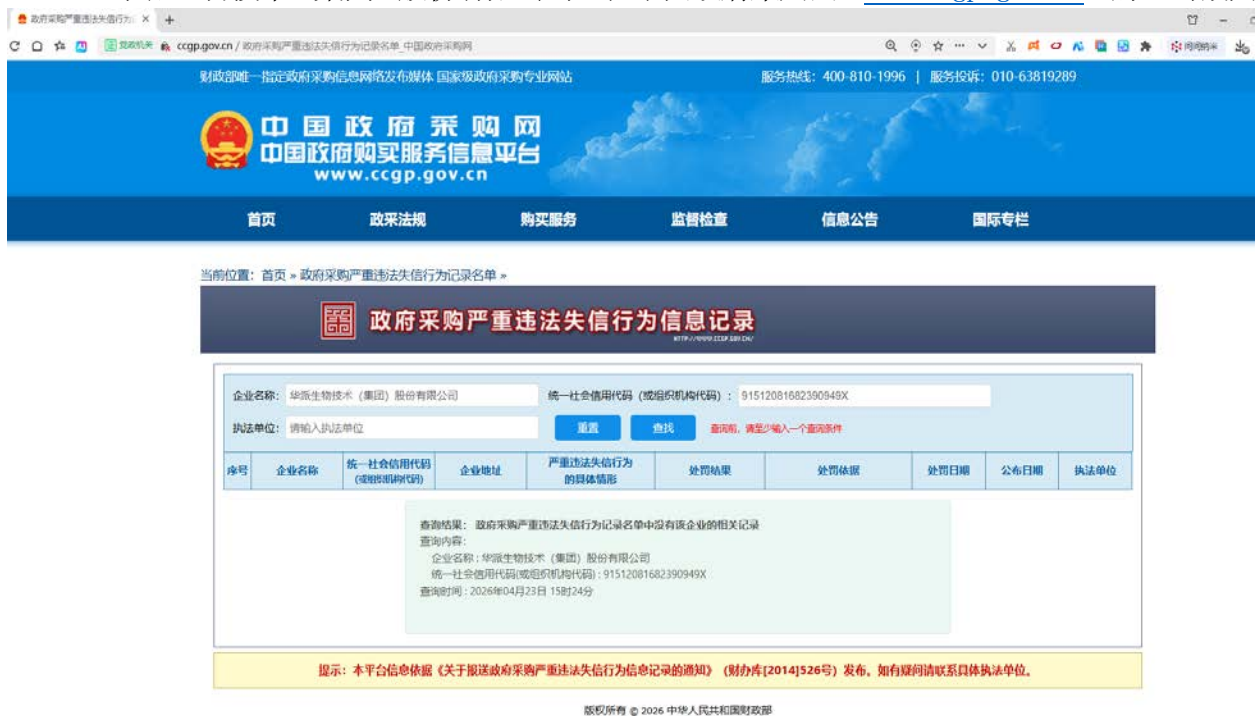 政府采购严重违法失信行为
党政机关 ccgp.gov.cn / 政府采购严重违法失信行为记录名单_中国政府采购网
财政部唯一指定政府采购信息网络发布媒体 国家级政府采购专业网站 服务热线：400-810-1996 | 服务投诉：010-63819289
中国政府采购网
中国政府购买服务信息平台
www.ccgp.gov.cn
首页 政采法规 购买服务 监督检查 信息公告 国际专栏
当前位置：首页 » 政府采购严重违法失信行为记录名单 »
政府采购严重违法失信行为信息记录
HTTP://WWW.CCGP.GOV.CN/
企业名称： 华派生物技术（集团）股份有限公司 统一社会信用代码（或组织机构代码）： 91512081682390949X
执法单位： 请输入执法单位 重置 查找 查询前，请至少输入一个查询条件
序号 企业名称 统一社会信用代码(或组织机构代码) 企业地址 严重违法失信行为的具体情形 处罚结果 处罚依据 处罚日期 公布日期 执法单位
查询结果： 政府采购严重违法失信行为记录名单中没有该企业的相关记录
查询内容：
企业名称 : 华派生物技术（集团）股份有限公司
统一社会信用代码(或组织机构代码) : 91512081682390949X
查询时间 : 2026年04月23日 15时24分
提示：本平台信息依据《关于报送政府采购严重违法失信行为信息记录的通知》（财办库[2014]526号）发布。如有疑问请联系具体执法单位。
版权所有 © 2026 中华人民共和国财政部